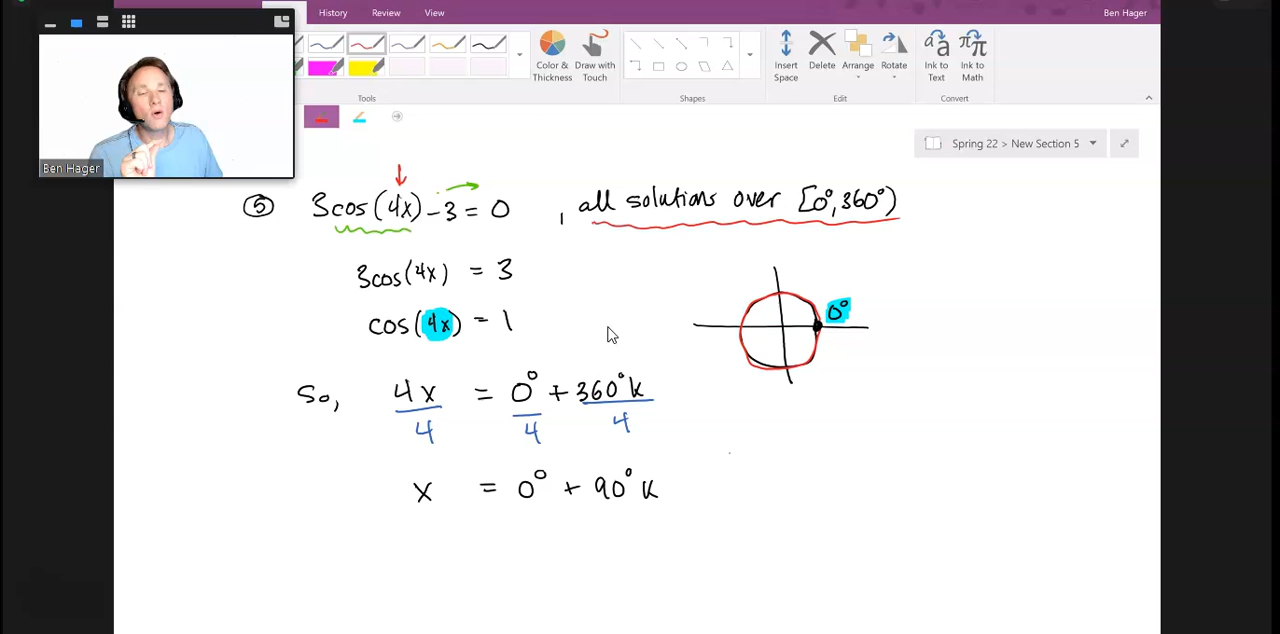 History Review View Ben Hager
Color & Thickness
Draw with Touch
Insert Space
Delete
Arrange
Rotate
Ink to Text
Ink to Math
Tools Shapes Edit Convert
Spring 22 > New Section 5
Ben Hager
⑤ 3cos(4x) - 3 = 0 , all solutions over [0°, 360°)
3cos(4x) = 3
cos(4x) = 1
0°
So, 4x = 0° + 360°k
4 4 4
x = 0° + 90°k